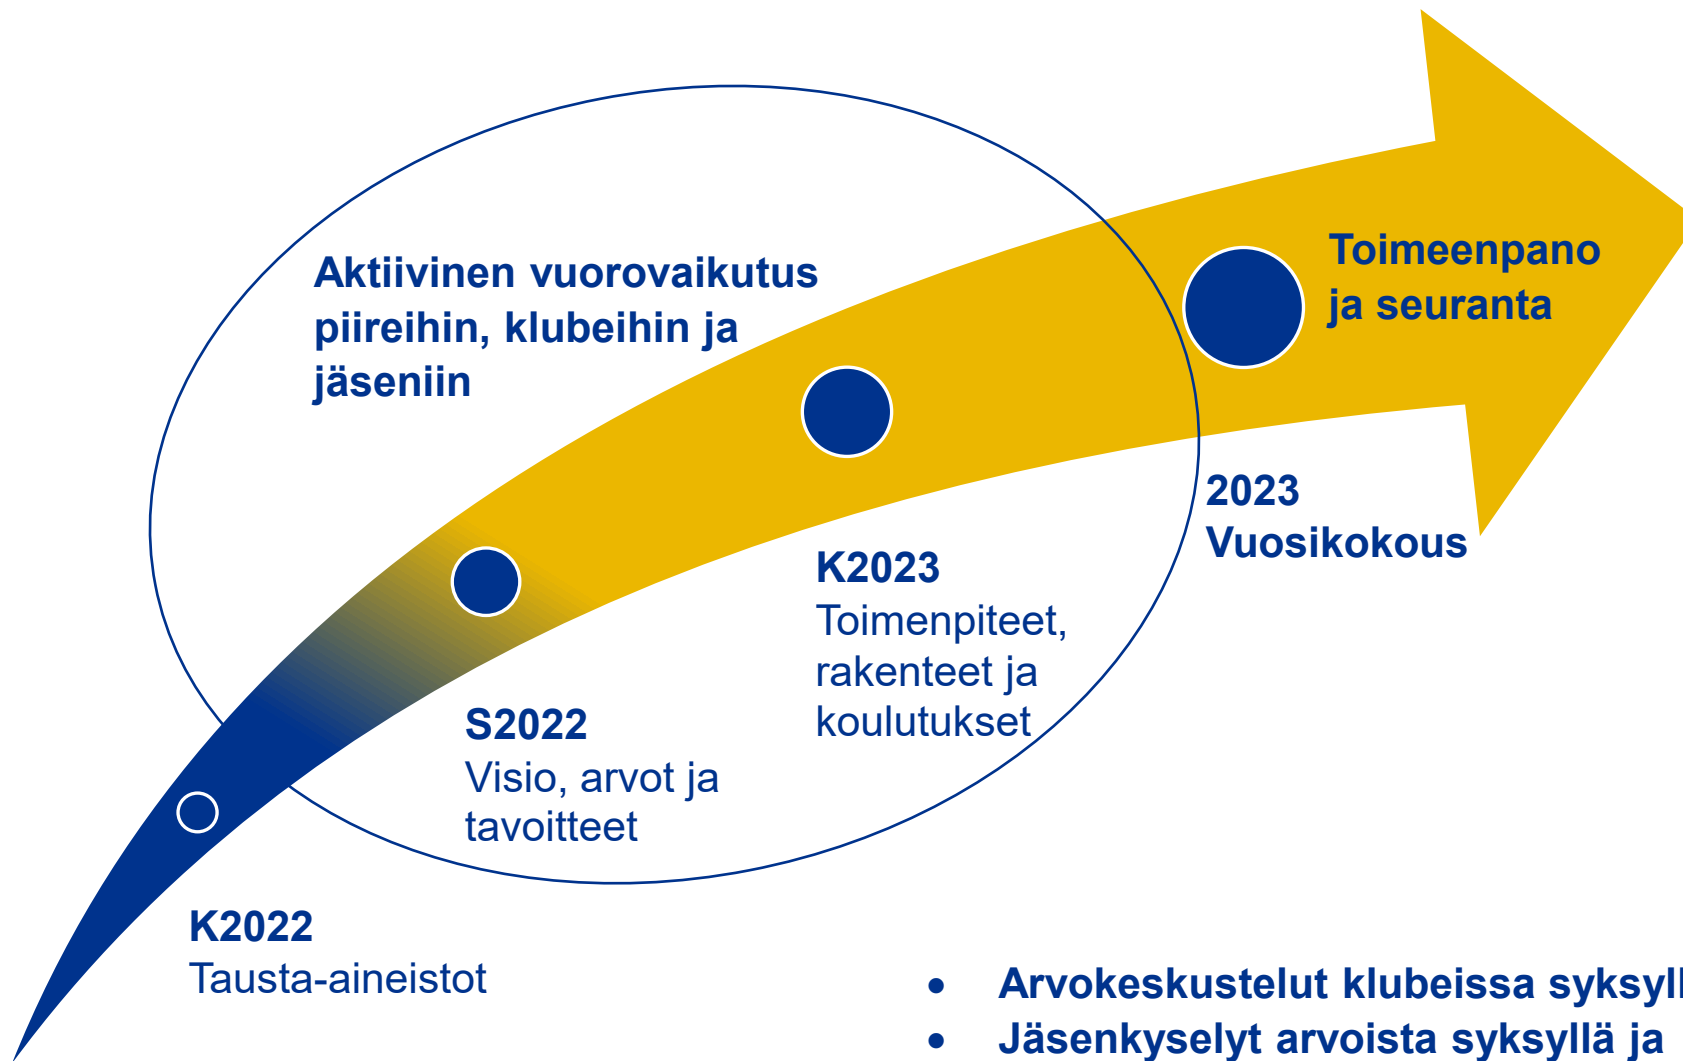 Aktiivinen vuorovaikutus
piireihin, klubeihin ja
jäseniin
Toimeenpano
ja seuranta
2023
Vuosikokous
K2023
Toimenpiteet,
rakenteet ja
koulutukset
S2022
Visio, arvot ja
tavoitteet
K2022
Tausta-aineistot
• Arvokeskustelut klubeissa
• Jäsenkyselyt arvoista syksyllä ja